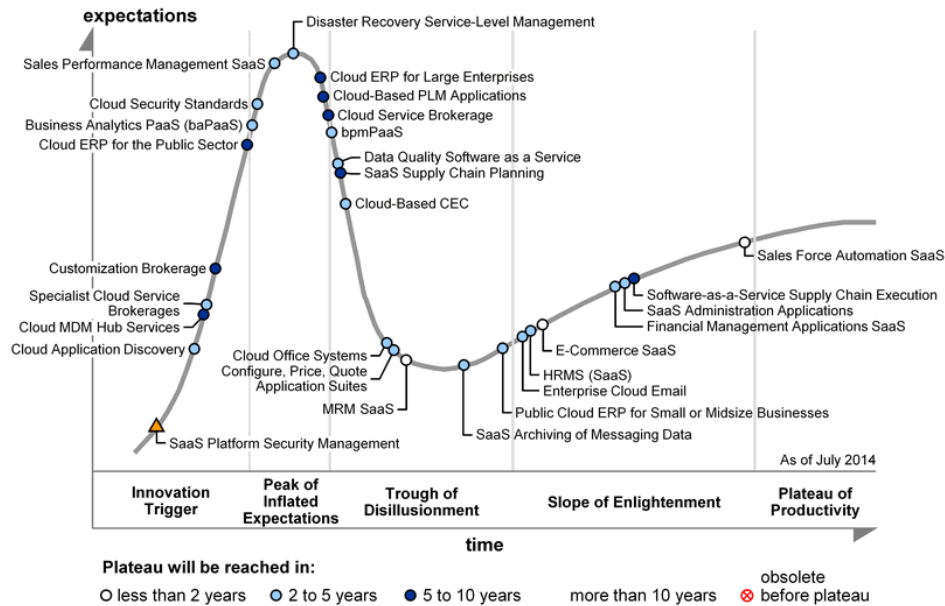 expectations
Disaster Recovery Service-Level Management
Sales Performance Management SaaS
Cloud ERP for Large Enterprises
Cloud-Based PLM Applications
Cloud Security Standards
Cloud Service Brokerage
Business Analytics PaaS (baPaaS)
bpmPaaS
Cloud ERP for the Public Sector
Data Quality Software as a Service
SaaS Supply Chain Planning
Cloud-Based CEC
Sales Force Automation SaaS
Customization Brokerage
Specialist Cloud Service
Brokerages
Cloud MDM Hub Services
Cloud Application Discovery
Software-as-a-Service Supply Chain Execution
SaaS Administration Applications
Financial Management Applications SaaS
Cloud Office Systems
Configure, Price, Quote
Application Suites
MRM SaaS
E-Commerce SaaS
HRMS (SaaS)
Enterprise Cloud Email
Public Cloud ERP for Small or Midsize Businesses
SaaS Archiving of Messaging Data
SaaS Platform Security Management
As of July 2014
Innovation
Trigger
Peak of
Inflated
Expectations
Trough of
Disillusionment
Slope of Enlightenment
Plateau of
Productivity
time
Plateau will be reached in:
less than 2 years
2 to 5 years
5 to 10 years
more than 10 years
obsolete
before plateau